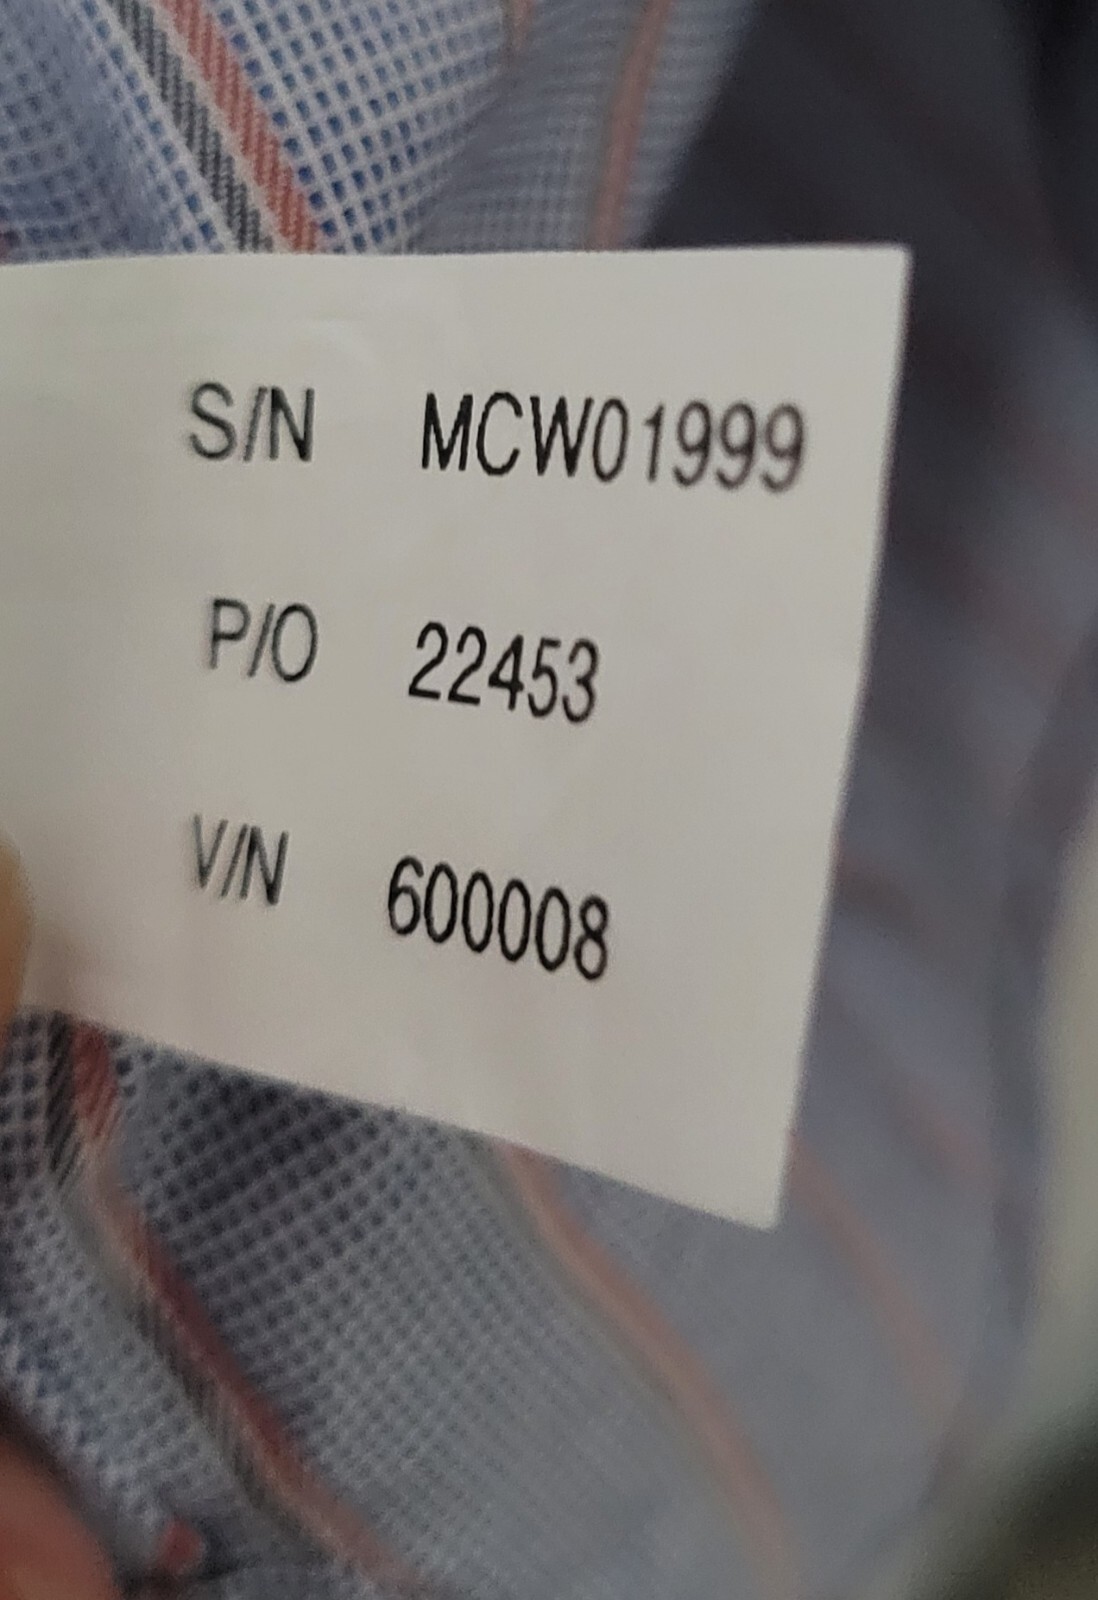 S/N MCW01999
P/O 22453
V/N 600008